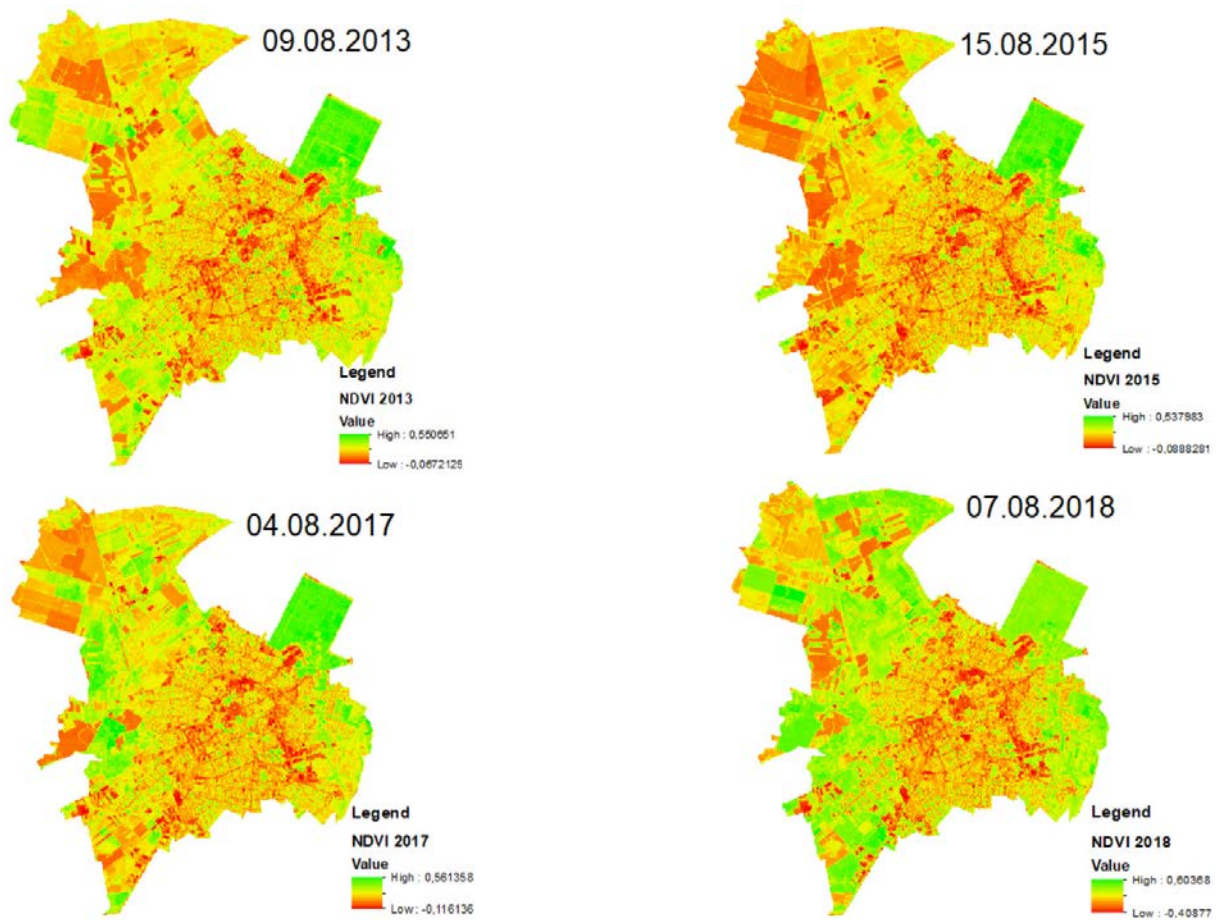 09.08.2013
Legend
NDVI 2013
Value
High : 0,560651
Low : -0,0672125
15.08.2015
Legend
NDVI 2015
Value
High : 0,537983
Low : -0,0888281
04.08.2017
Legend
NDVI 2017
Value
High : 0,561358
Low : -0,116136
07.08.2018
Legend
NDVI 2018
Value
High : 0,60368
Low : -0,40877